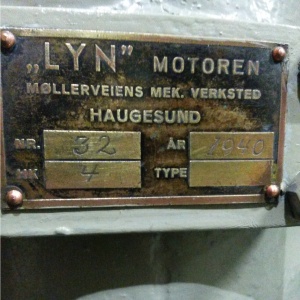 „LYN” MOTOREN
MØLLERVEIENS MEK. VERKSTED
HAUGESUND
NR. 32 ÅR 1940
HK 4 TYPE